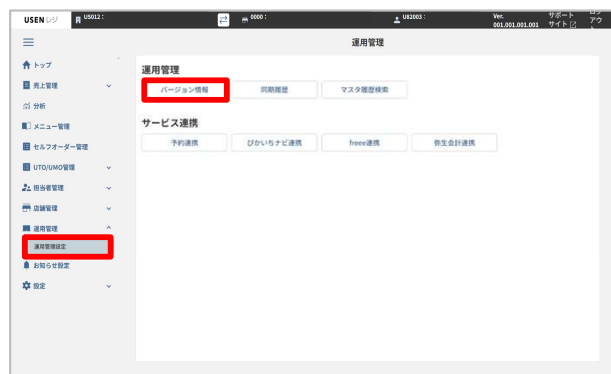 USENレジ US012： 0000： U82003： Ver. 001.001.001.001 サポートサイト ログアウト
運用管理
トップ
売上管理
分析
メニュー管理
セルフオーダー管理
UTO/UMO管理
担当者管理
店舗管理
運用管理
運用管理設定
お知らせ設定
設定
運用管理
バージョン情報 同期履歴 マスタ履歴検索
サービス連携
予約連携 ぴかいちナビ連携 freee連携 弥生会計連携